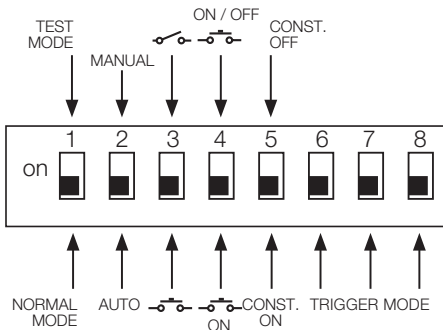 ON / OFF
TEST MODE
CONST. OFF
MANUAL
1 2 3 4 5 6 7 8
on
NORMAL MODE
AUTO
ON
CONST. ON
TRIGGER MODE